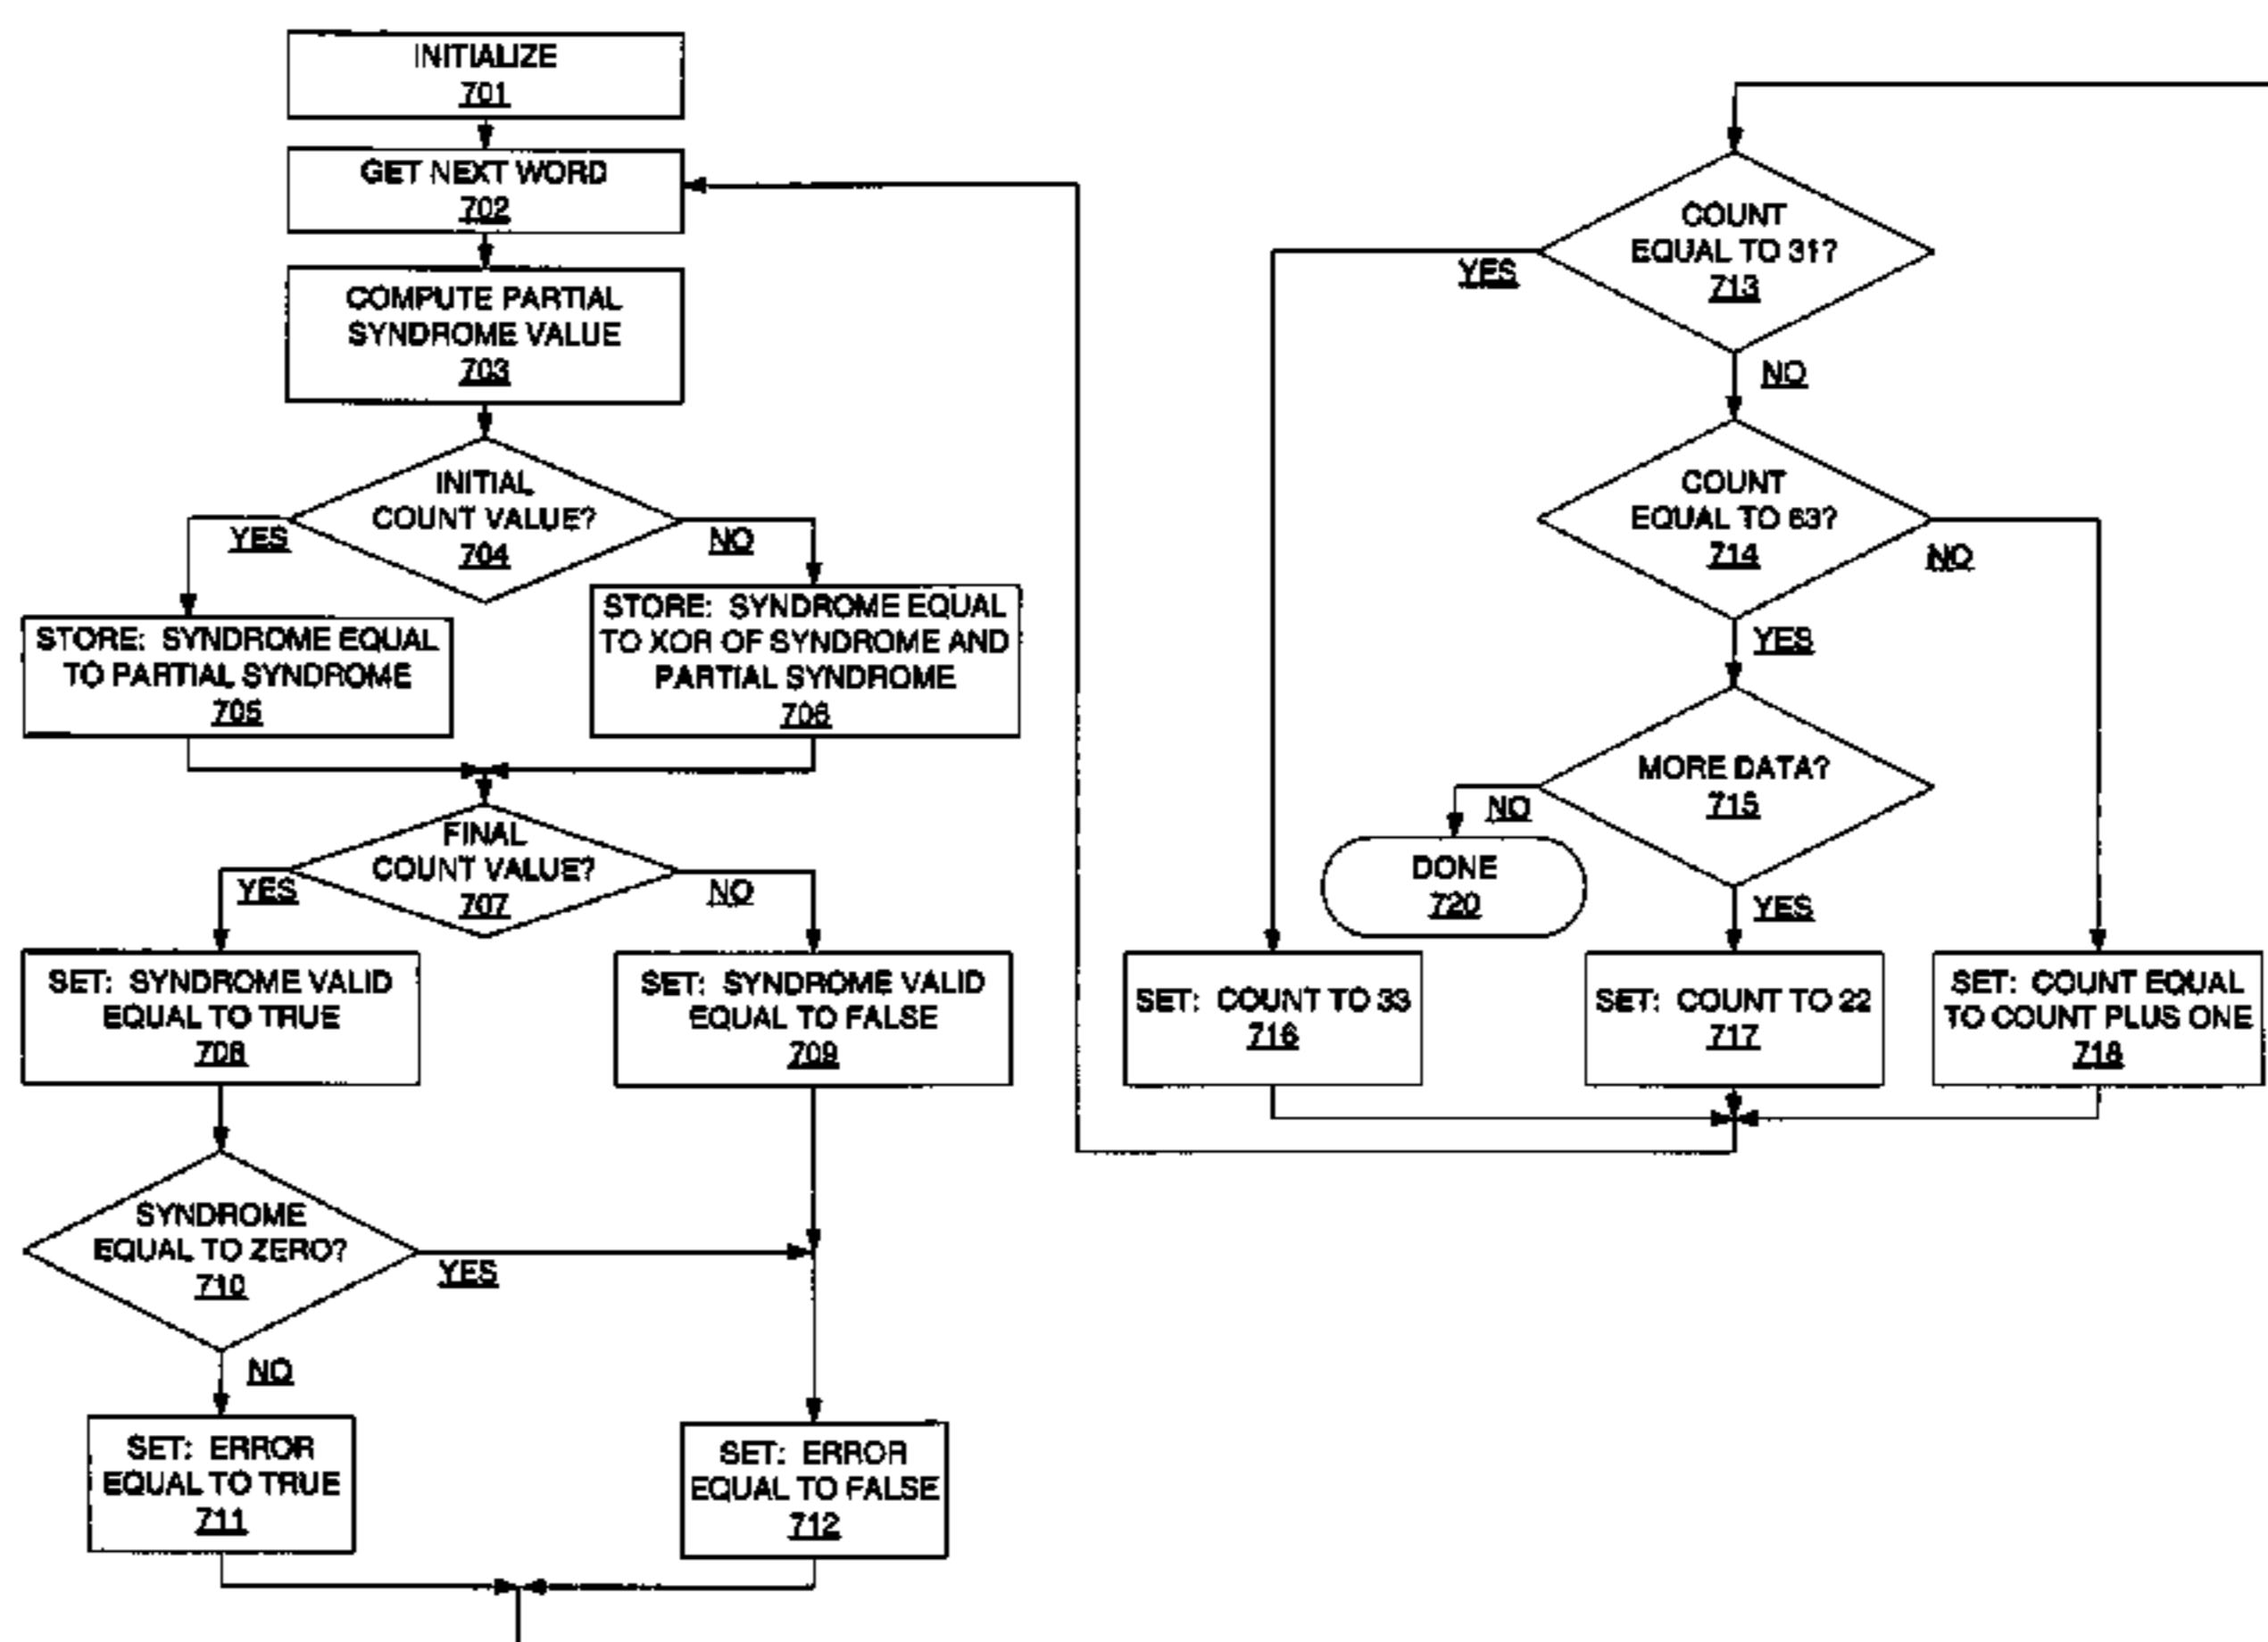 INITIALIZE
701
GET NEXT WORD
702
COMPUTE PARTIAL
SYNDROME VALUE
703
INITIAL
COUNT VALUE?
704
YES
NO
STORE: SYNDROME EQUAL
TO PARTIAL SYNDROME
705
STORE: SYNDROME EQUAL
TO XOR OF SYNDROME AND
PARTIAL SYNDROME
706
FINAL
COUNT VALUE?
707
YES
NO
SET: SYNDROME VALID
EQUAL TO TRUE
708
SET: SYNDROME VALID
EQUAL TO FALSE
709
SYNDROME
EQUAL TO ZERO?
710
YES
NO
SET: ERROR
EQUAL TO TRUE
711
SET: ERROR
EQUAL TO FALSE
712
COUNT
EQUAL TO 31?
713
YES
NO
COUNT
EQUAL TO 63?
714
NO
YES
MORE DATA?
715
NO
DONE
720
YES
SET: COUNT TO 33
716
SET: COUNT TO 22
717
SET: COUNT EQUAL
TO COUNT PLUS ONE
718